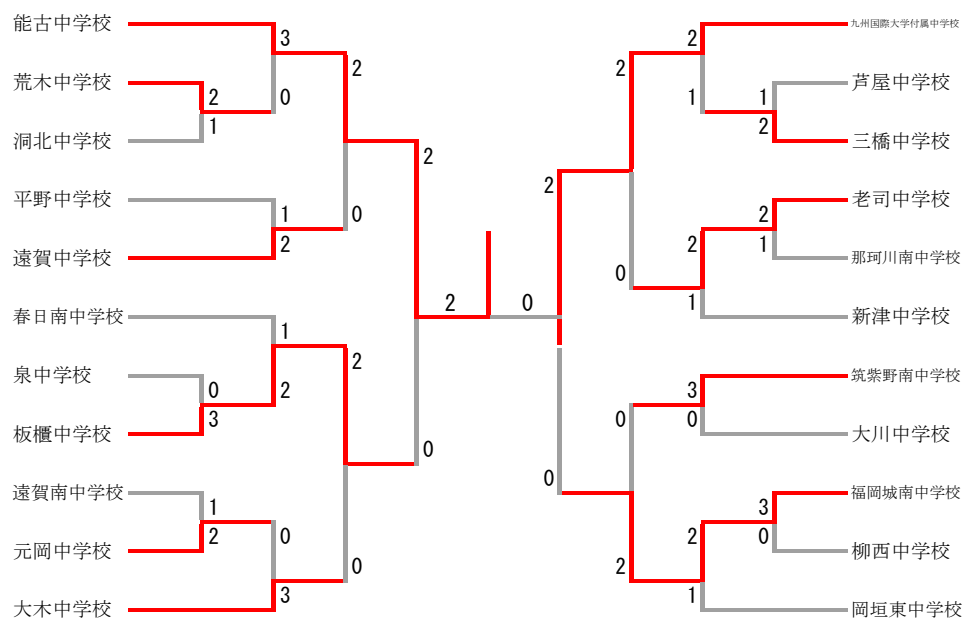 能古中学校
荒木中学校
洞北中学校
平野中学校
遠賀中学校
春日南中学校
泉中学校
板櫃中学校
遠賀南中学校
元岡中学校
大木中学校
3
2
0
2
1
2
1
0
2
1
2
0
2
3
0
1
0
2
0
3
2
0
2
0
2
2
1
1
2
2
2
1
0
1
3
0
0
0
3
2
0
2
1
九州国際大学付属中学校
芦屋中学校
三橋中学校
老司中学校
那珂川南中学校
新津中学校
筑紫野南中学校
大川中学校
福岡城南中学校
柳西中学校
岡垣東中学校